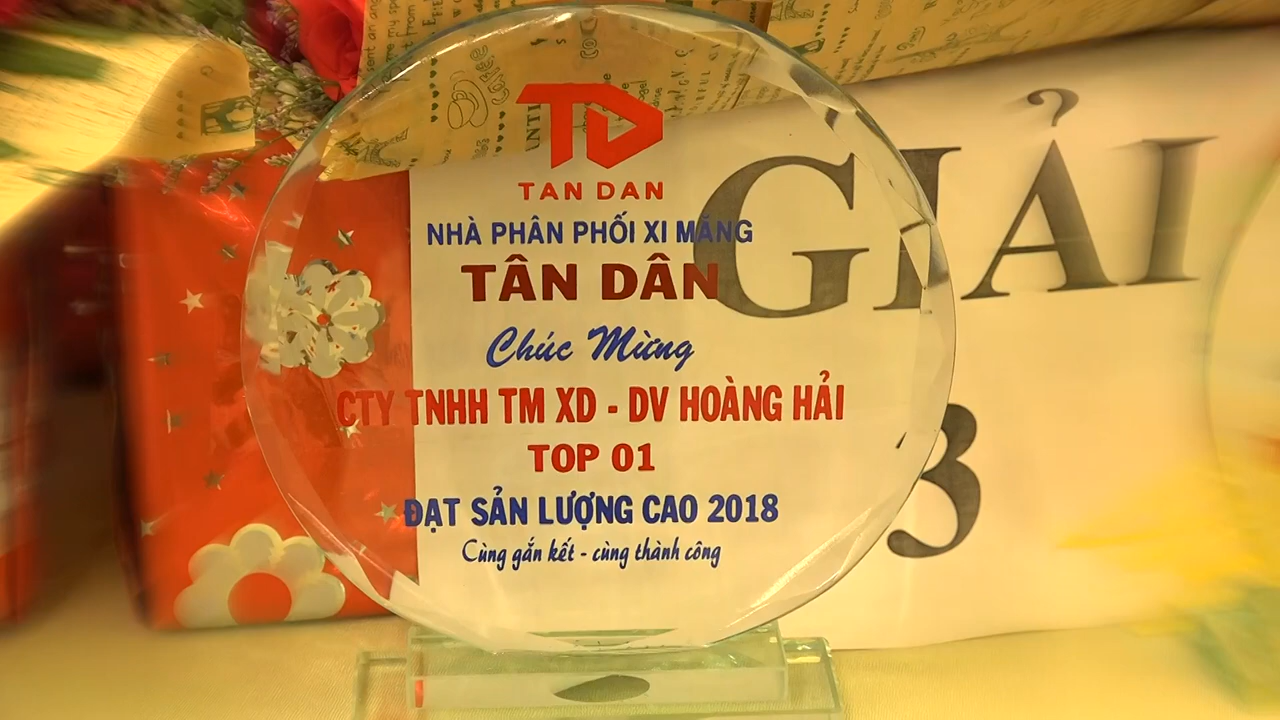 TD
TAN DAN
NHÀ PHÂN PHỐI XI MĂNG
TÂN DÂN
Chúc Mừng
CTY TNHH TM XD - DV HOÀNG HẢI
TOP 01
ĐẠT SẢN LƯỢNG CAO 2018
Cùng gắn kết - cùng thành công
GIẢI
3